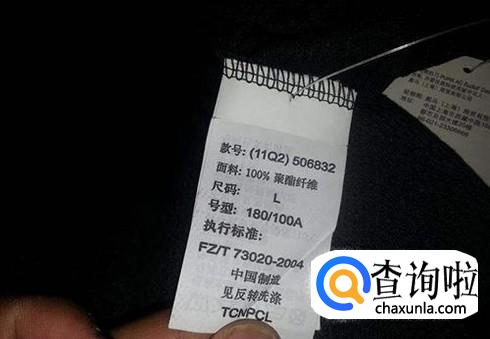 款号: (11Q2) 506832
面料: 100% 聚酯纤维
尺码: L
号型: 180/100A
执行标准:
FZ/T 73020-2004
中国制造
见反转洗涤
TCNPCL
查询啦
chaxunla.com